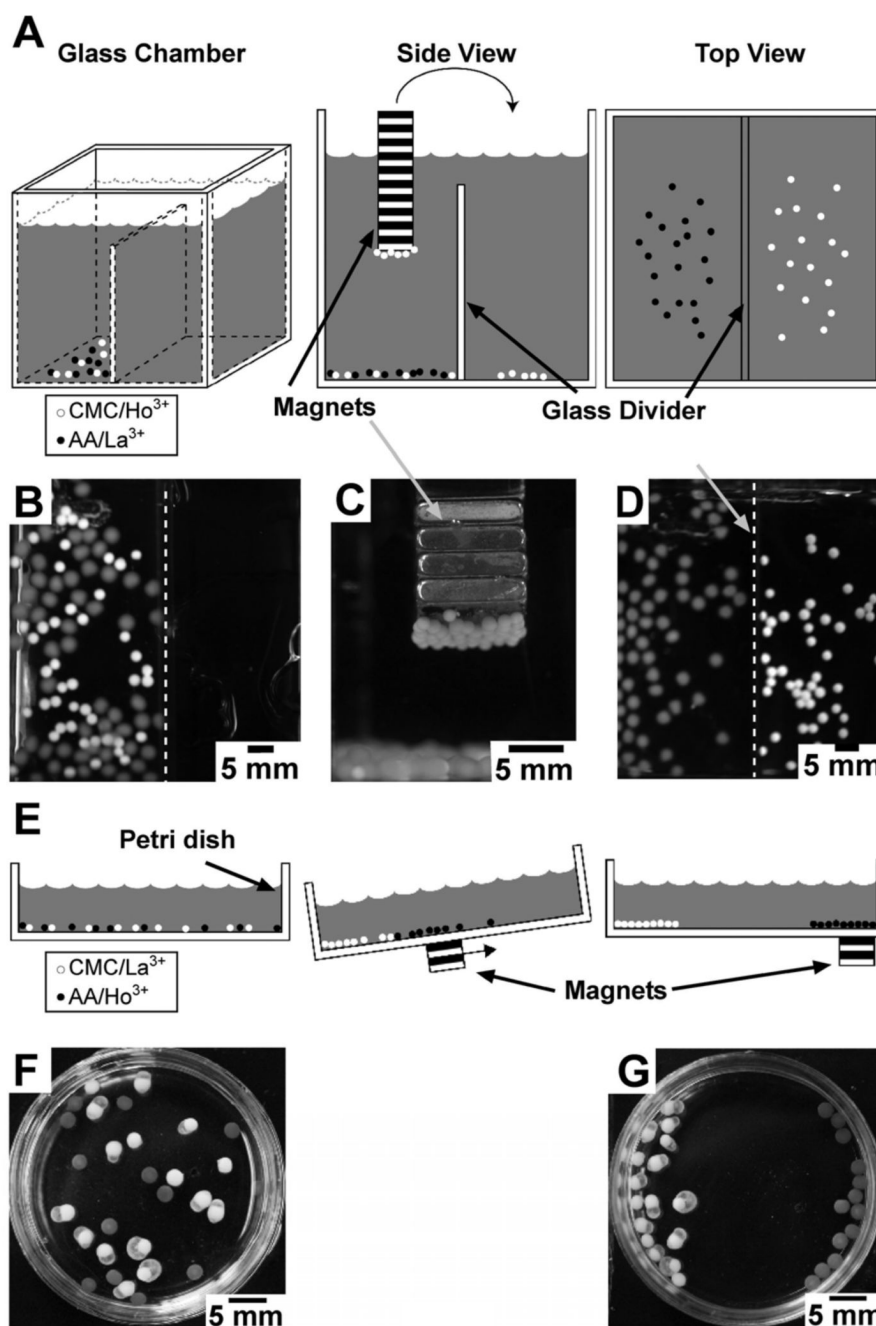 A
Glass Chamber
Side View
Top View
CMC/Ho³⁺
AA/La³⁺
Magnets
Glass Divider
B
C
D
5 mm
5 mm
5 mm
E
Petri dish
CMC/La³⁺
AA/Ho³⁺
Magnets
F
G
5 mm
5 mm